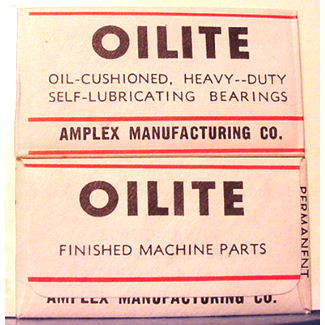 OILITE
OIL-CUSHIONED, HEAVY--DUTY
SELF-LUBRICATING BEARINGS
AMPLEX MANUFACTURING CO.
OILITE
FINISHED MACHINE PARTS
PERMANENT
AMPLEX MANUFACTURING CO.